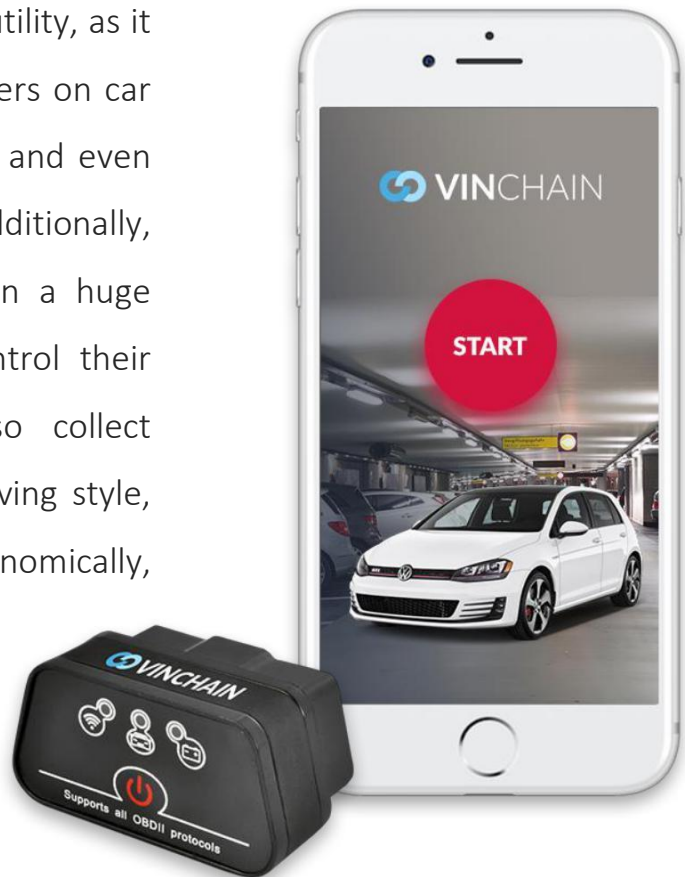 utility, as it
ers on car
and even
dditionally,
n a huge
ntrol their
so collect
ving style,
nomically,
VINCHAIN
START
VINCHAIN
Supports all OBDII protocols